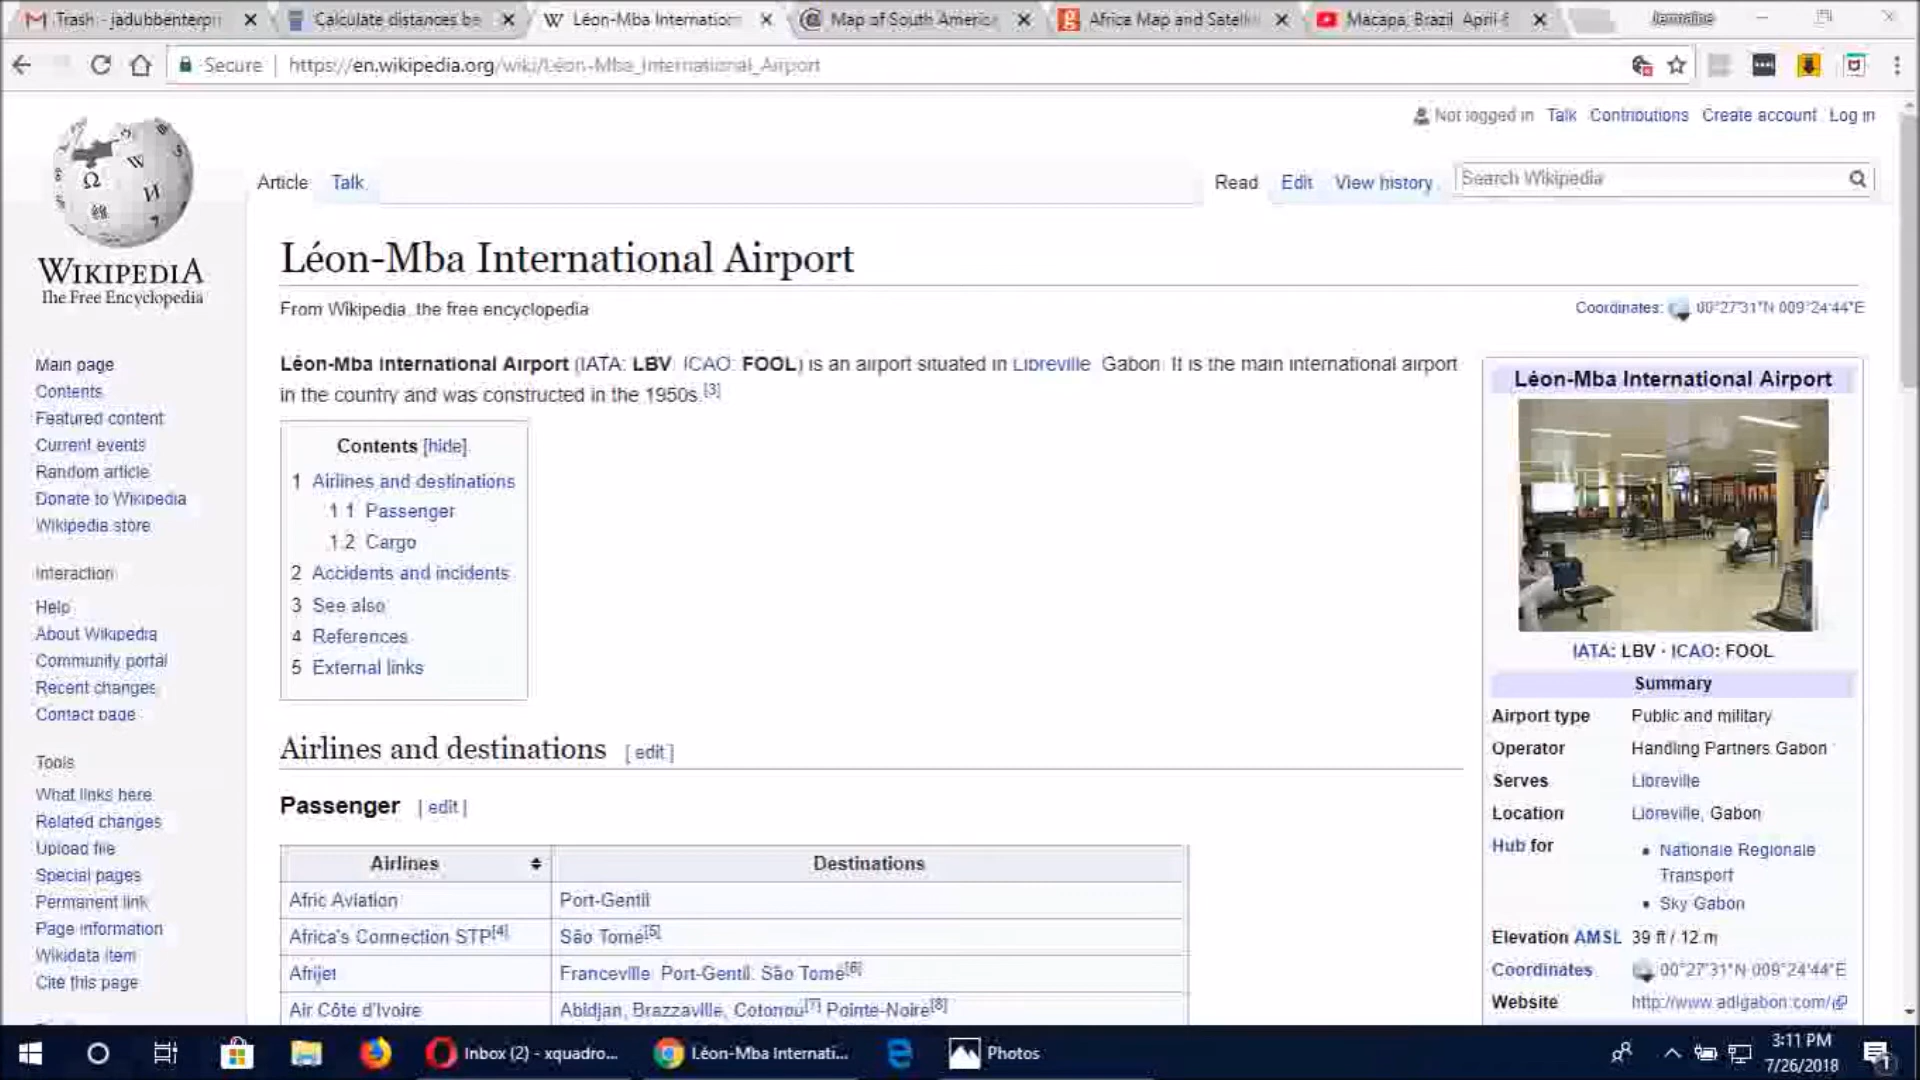 Trash - jadubbenterpri
Calculate distances be
Léon-Mba Internation
Map of South Americ
Africa Map and Satelli
Macapa, Brazil April 6
Secure https://en.wikipedia.org/wiki/Léon-Mba_International_Airport
Not logged in Talk Contributions Create account Log in
Article Talk
Read Edit View history Search Wikipedia
WIKIPEDIA
The Free Encyclopedia
Léon-Mba International Airport
From Wikipedia, the free encyclopedia
Coordinates: 00°27'31"N 009°24'44"E
Léon-Mba International Airport (IATA: LBV, ICAO: FOOL) is an airport situated in Libreville, Gabon. It is the main international airport
in the country and was constructed in the 1950s.[3]
Contents [hide]
1 Airlines and destinations
1.1 Passenger
1.2 Cargo
2 Accidents and incidents
3 See also
4 References
5 External links
Airlines and destinations [ edit ]
Passenger [ edit ]
Airlines Destinations
Afric Aviation Port-Gentil
Africa's Connection STP[4] São Tomé[5]
Afrijet Franceville, Port-Gentil, São Tomé[6]
Air Côte d'Ivoire Abidjan, Brazzaville, Cotonou[7] Pointe-Noire[8]
Main page
Contents
Featured content
Current events
Random article
Donate to Wikipedia
Wikipedia store
Interaction
Help
About Wikipedia
Community portal
Recent changes
Contact page
Tools
What links here
Related changes
Upload file
Special pages
Permanent link
Page information
Wikidata item
Cite this page
Léon-Mba International Airport
IATA: LBV · ICAO: FOOL
Summary
Airport type Public and military
Operator Handling Partners Gabon
Serves Libreville
Location Libreville, Gabon
Hub for
• Nationale Regionale
Transport
• Sky Gabon
Elevation AMSL 39 ft / 12 m
Coordinates 00°27'31"N 009°24'44"E
Website http://www.adlgabon.com/
Inbox (2) - xquadro...
Léon-Mba Internati...
Photos
3:11 PM
7/26/2018
1